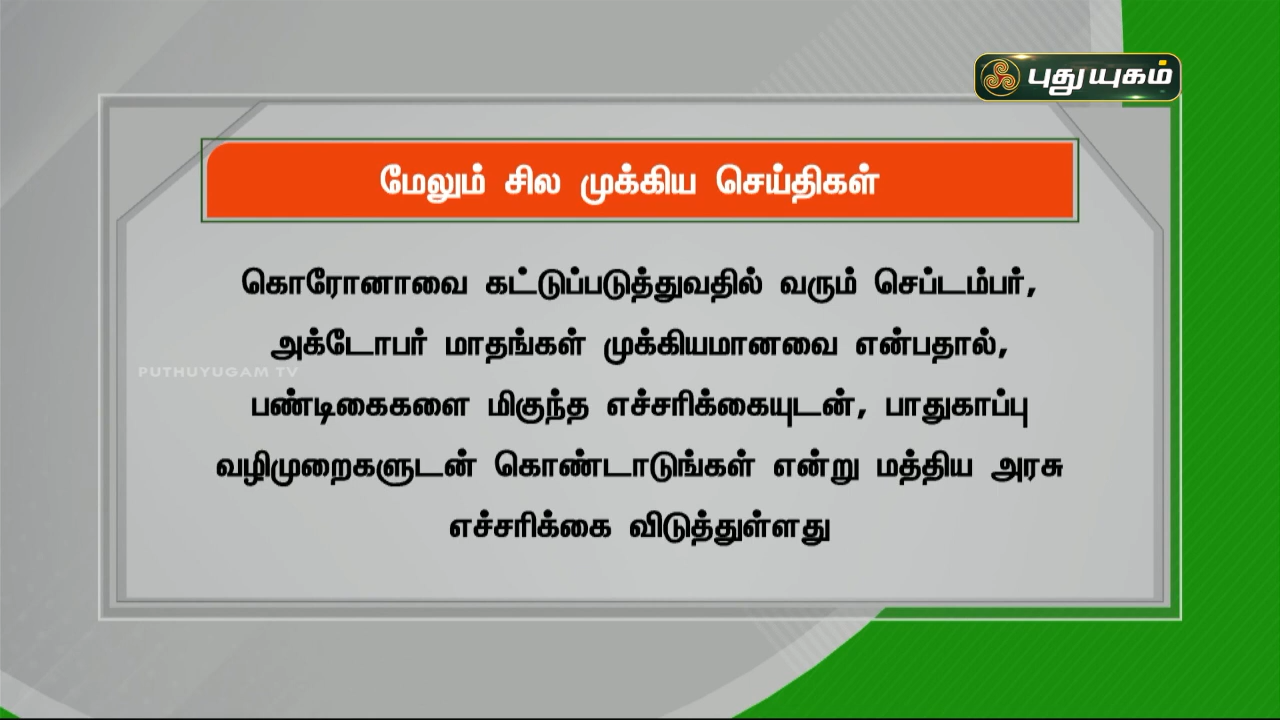 புதுயுகம்
மேலும் சில முக்கிய செய்திகள்
கொரோனாவை கட்டுப்படுத்துவதில் வரும் செப்டம்பர்,
அக்டோபர் மாதங்கள் முக்கியமானவை என்பதால்,
PUTHUYUGAM TV
பண்டிகைகளை மிகுந்த எச்சரிக்கையுடன், பாதுகாப்பு
வழிமுறைகளுடன் கொண்டாடுங்கள் என்று மத்திய அரசு
எச்சரிக்கை விடுத்துள்ளது